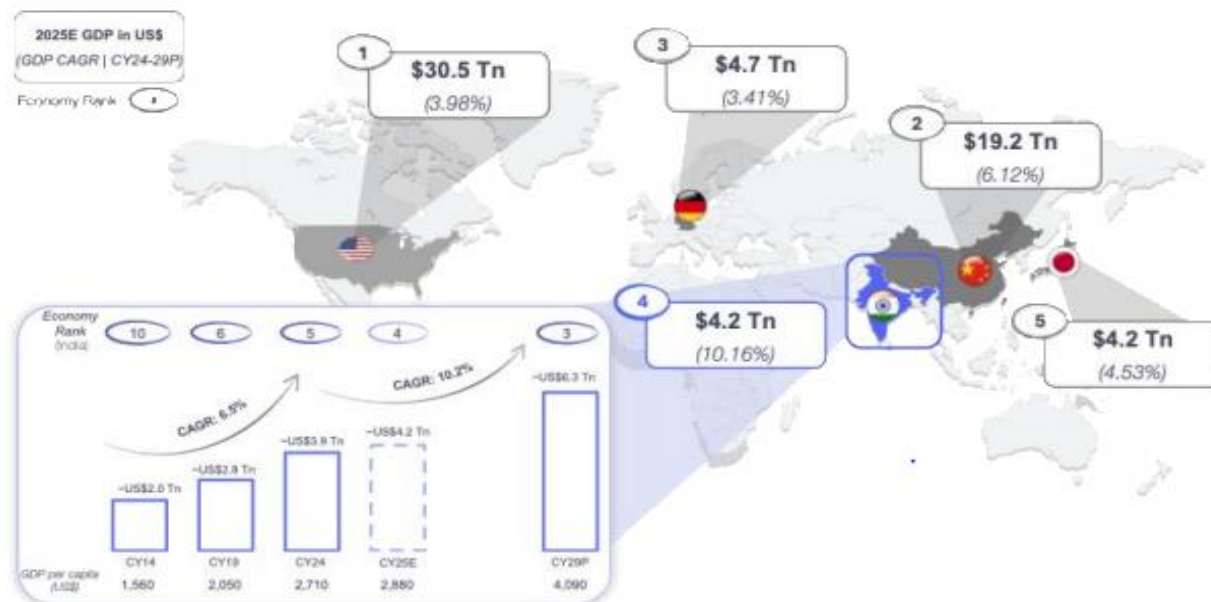 2025E GDP in US$
(GDP CAGR | CY24-29P)
Economy Rank #
1
$30.5 Tn
(3.98%)
3
$4.7 Tn
(3.41%)
2
$19.2 Tn
(6.12%)
4
$4.2 Tn
(10.16%)
5
$4.2 Tn
(4.53%)
Economy
Rank
(India)
10 6 5 4 3
CAGR: 6.5%
CAGR: 10.2%
~US$2.0 Tn
~US$2.8 Tn
~US$3.9 Tn
~US$4.2 Tn
~US$6.3 Tn
CY14 CY19 CY24 CY25E CY29P
GDP per capita
(US$)
1,560 2,050 2,710 2,880 4,090